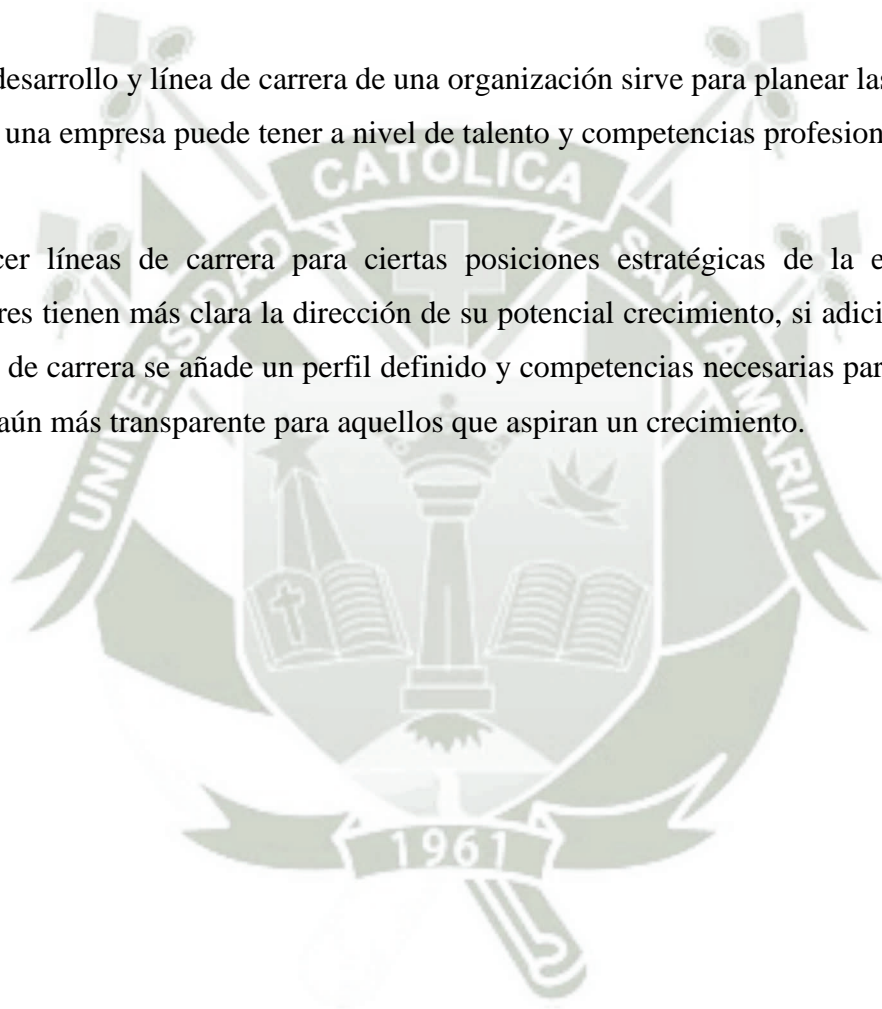 desarrollo y línea de carrera de una organización sirve para planear las
una empresa puede tener a nivel de talento y competencias profesion
cer líneas de carrera para ciertas posiciones estratégicas de la e
res tienen más clara la dirección de su potencial crecimiento, si adici
de carrera se añade un perfil definido y competencias necesarias par
aún más transparente para aquellos que aspiran un crecimiento.
UNIVERSIDAD CATOLICA SANTA MARIA
1961